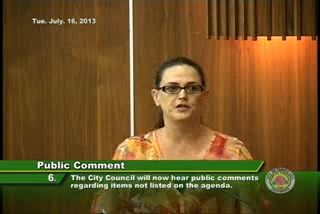 Tue. July. 16, 2013
Public Comment
6. The City Council will now hear public comments
regarding items not listed on the agenda.